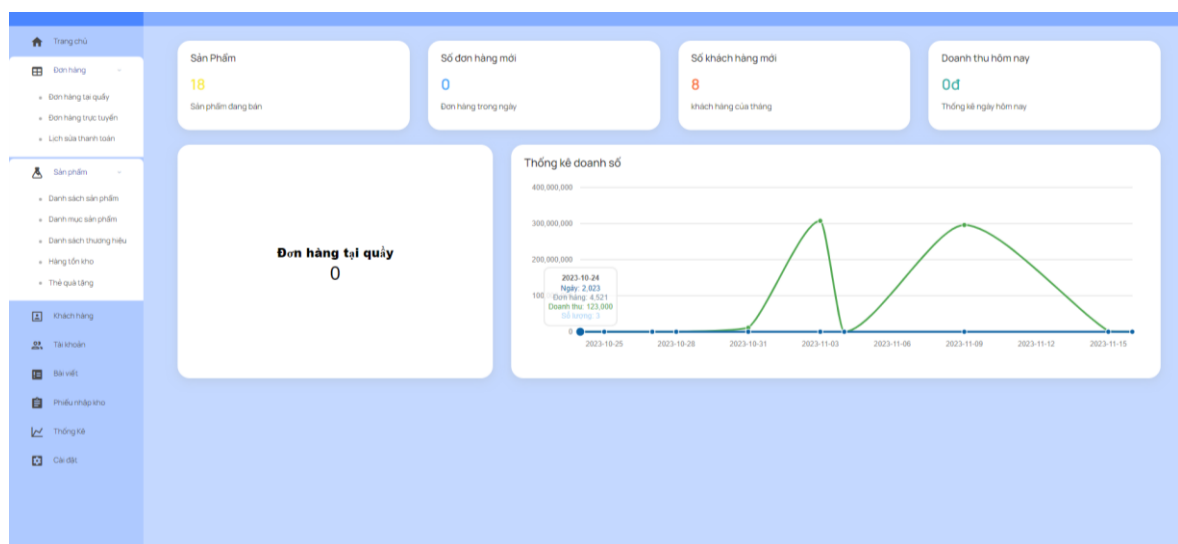 Trang chủ
Đơn hàng
Đơn hàng tại quầy
Đơn hàng trực tuyến
Lịch sửa thanh toán
Sản phẩm
Danh sách sản phẩm
Danh mục sản phẩm
Danh sách thương hiệu
Hàng tồn kho
Thẻ quà tặng
Khách hàng
Tài khoản
Bài viết
Phiếu nhập kho
Thống Kê
Cài đặt
Sản Phẩm
18
Sản phẩm đang bán
Số đơn hàng mới
0
Đơn hàng trong ngày
Số khách hàng mới
8
khách hàng của tháng
Doanh thu hôm nay
0đ
Thống kê ngày hôm nay
Đơn hàng tại quầy
0
Thống kê doanh số
400,000,000
300,000,000
200,000,000
100
0
2023-10-24
Ngày: 2,023
Đơn hàng: 4,521
Doanh thu: 123,000
Số lượng: 3
2023-10-25
2023-10-28
2023-10-31
2023-11-03
2023-11-06
2023-11-09
2023-11-12
2023-11-15